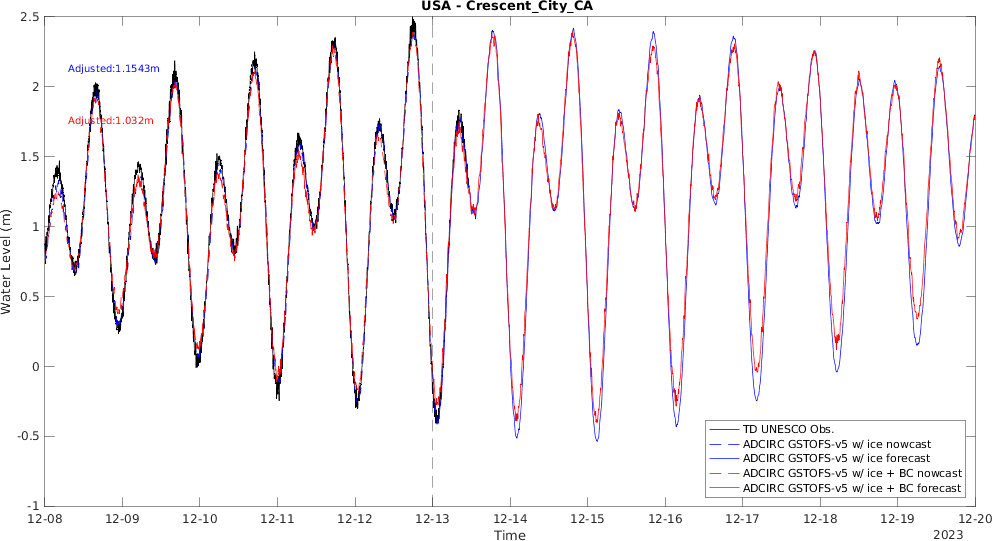 USA - Crescent_City_CA
2.5
2
1.5
1
0.5
0
-0.5
-1
Water Level (m)
Adjusted:1.1543m
Adjusted:1.032m
TD UNESCO Obs.
ADCIRC GSTOFS-v5 w/ ice nowcast
ADCIRC GSTOFS-v5 w/ ice forecast
ADCIRC GSTOFS-v5 w/ ice + BC nowcast
ADCIRC GSTOFS-v5 w/ ice + BC forecast
12-08 12-09 12-10 12-11 12-12 12-13 12-14 12-15 12-16 12-17 12-18 12-19 12-20
Time
2023